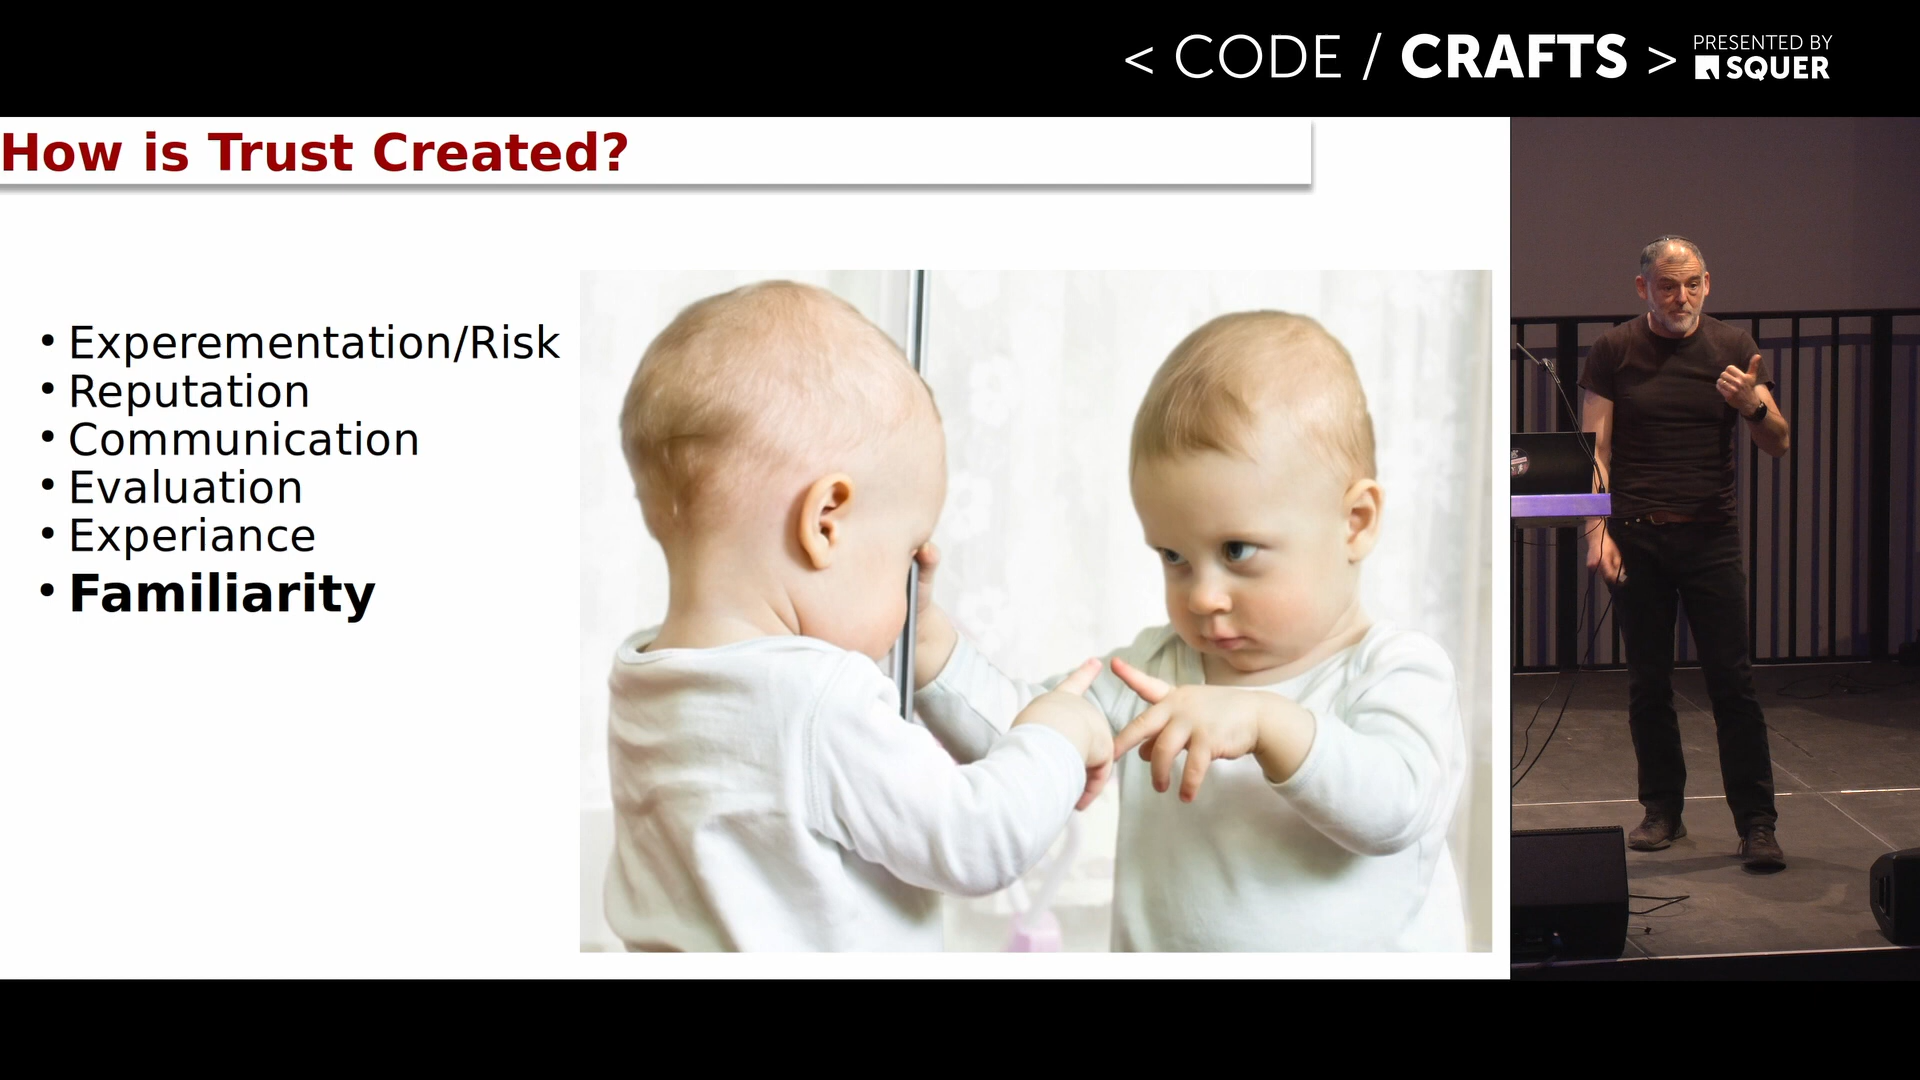 < CODE / CRAFTS > PRESENTED BY SQUER
How is Trust Created?
• Experementation/Risk
• Reputation
• Communication
• Evaluation
• Experiance
• Familiarity